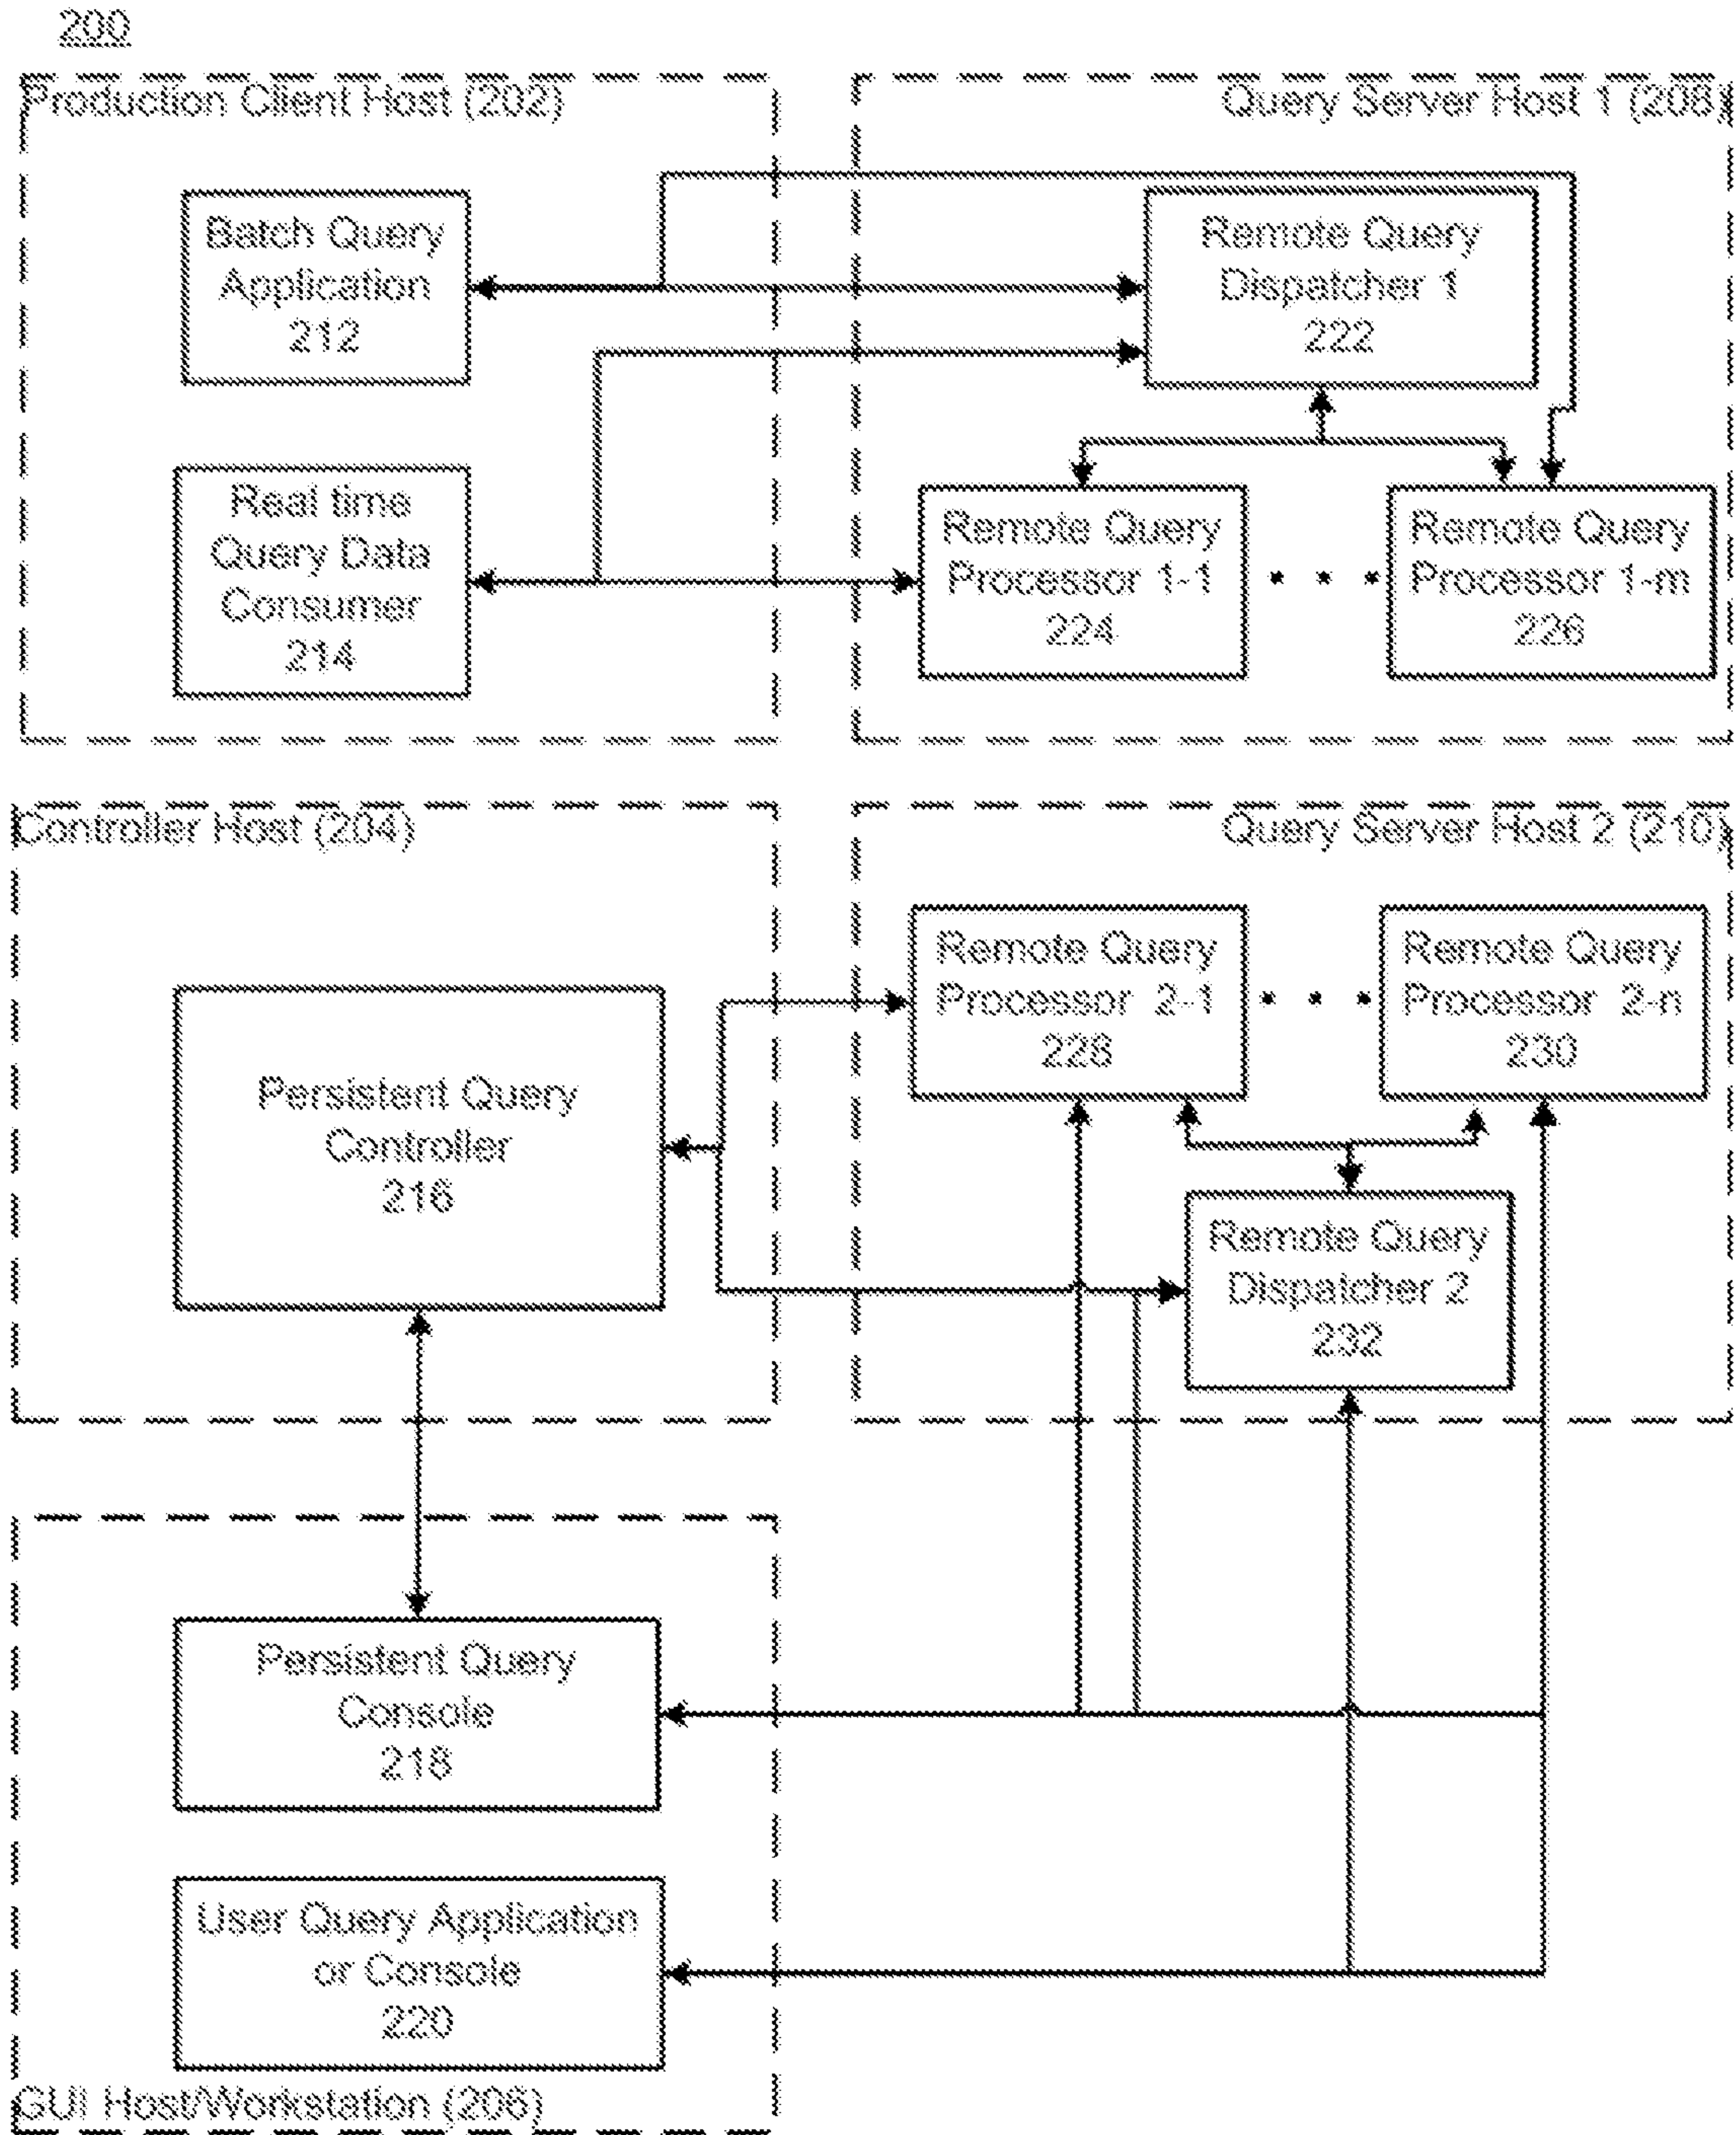 200
Production Client Host (202)
Query Server Host 1 (208)
Batch Query
Application
212
Remote Query
Dispatcher 1
222
Real time
Query Data
Consumer
214
Remote Query
Processor 1-1
224
. . .
Remote Query
Processor 1-m
226
Controller Host (204)
Query Server Host 2 (210)
Persistent Query
Controller
216
Remote Query
Processor 2-1
228
. . .
Remote Query
Processor 2-n
230
Remote Query
Dispatcher 2
232
Persistent Query
Console
218
User Query Application
or Console
220
GUI Host/Workstation (206)